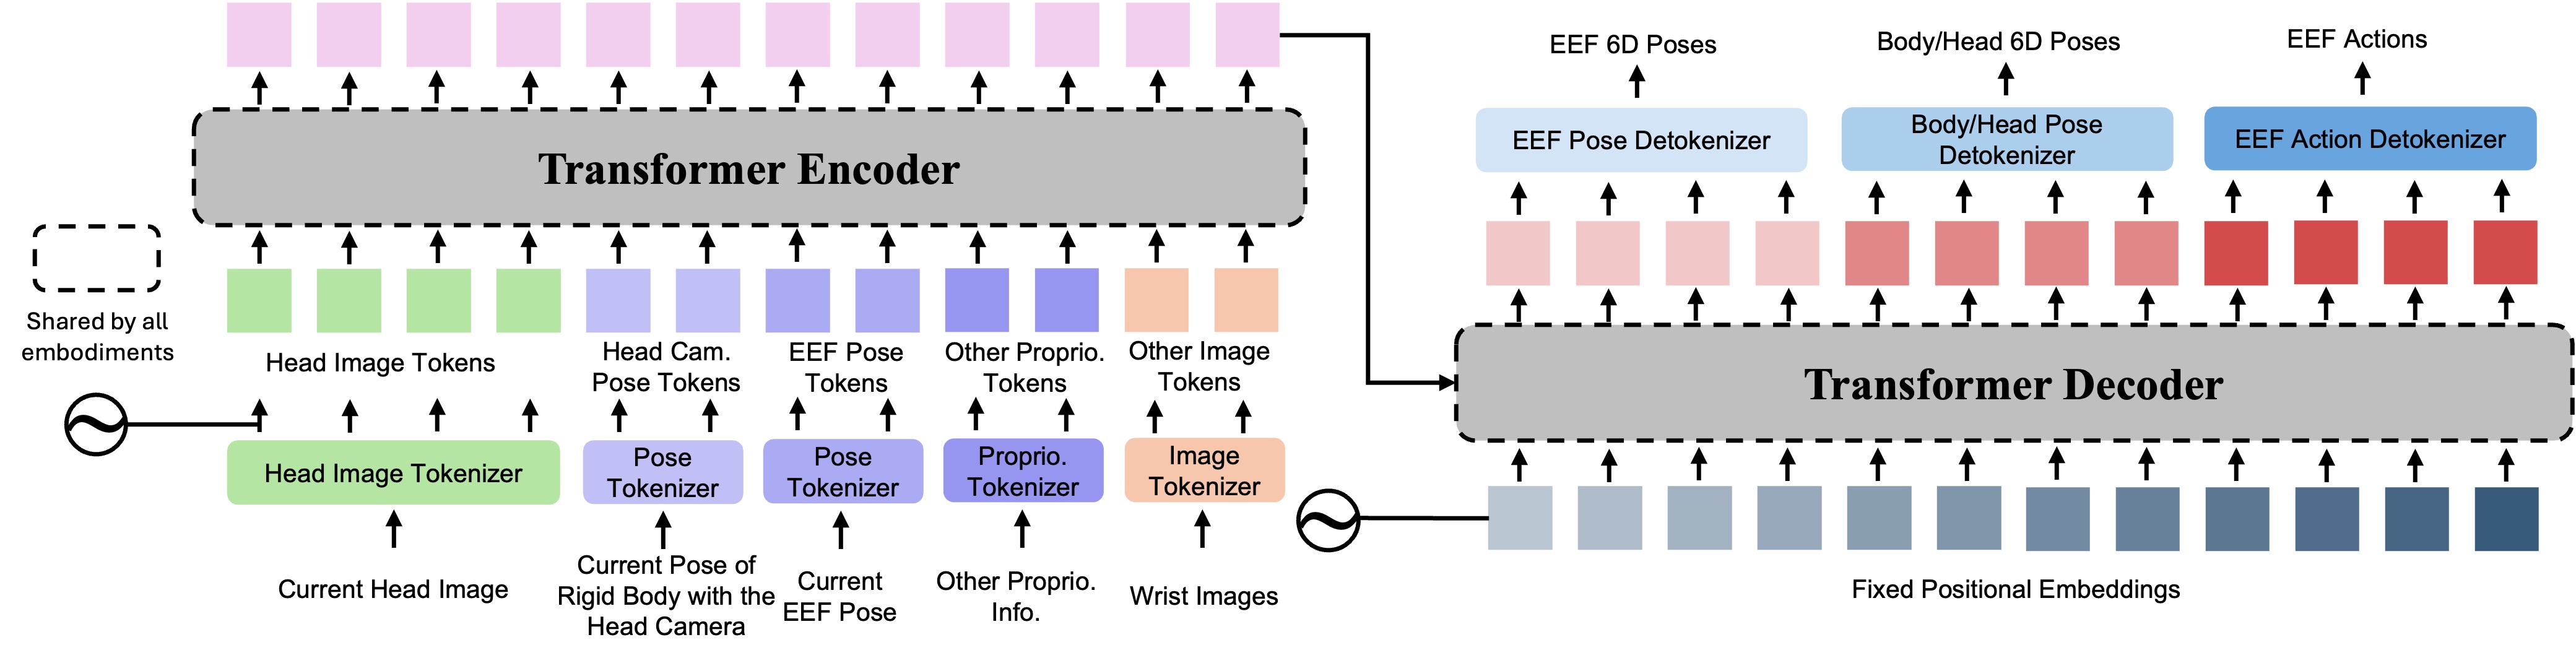 Transformer Encoder
Shared by all
embodiments
Head Image Tokens
Head Cam.
Pose Tokens
EEF Pose
Tokens
Other Proprio.
Tokens
Other Image
Tokens
Head Image Tokenizer
Pose
Tokenizer
Pose
Tokenizer
Proprio.
Tokenizer
Image
Tokenizer
Current Head Image
Current Pose of
Rigid Body with the
Head Camera
Current
EEF Pose
Other Proprio.
Info.
Wrist Images
EEF 6D Poses
Body/Head 6D Poses
EEF Actions
EEF Pose Detokenizer
Body/Head Pose
Detokenizer
EEF Action Detokenizer
Transformer Decoder
Fixed Positional Embeddings